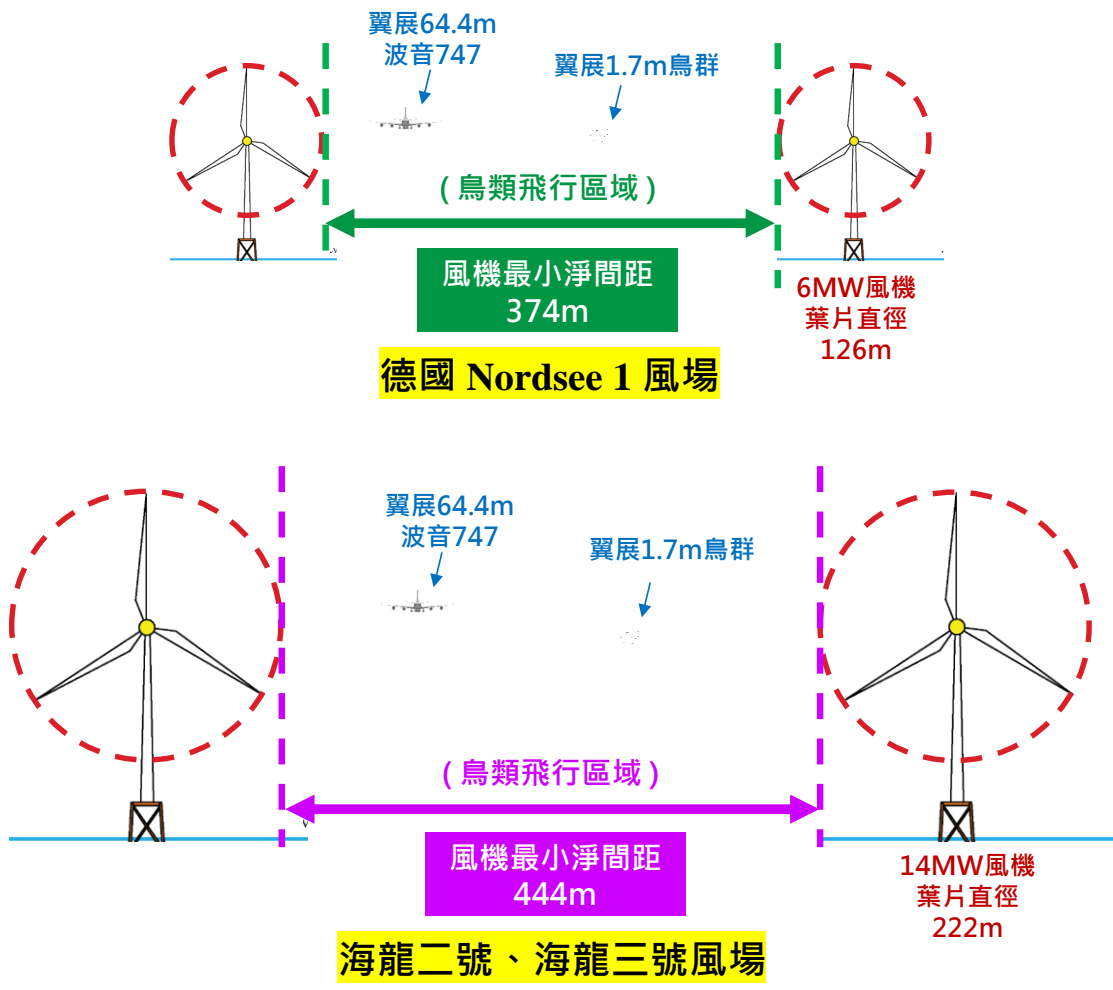 翼展64.4m
波音747
翼展1.7m鳥群
(鳥類飛行區域)
風機最小淨間距
374m
6MW風機
葉片直徑
126m
德國 Nordsee 1 風場
翼展64.4m
波音747
翼展1.7m鳥群
(鳥類飛行區域)
風機最小淨間距
444m
14MW風機
葉片直徑
222m
海龍二號、海龍三號風場